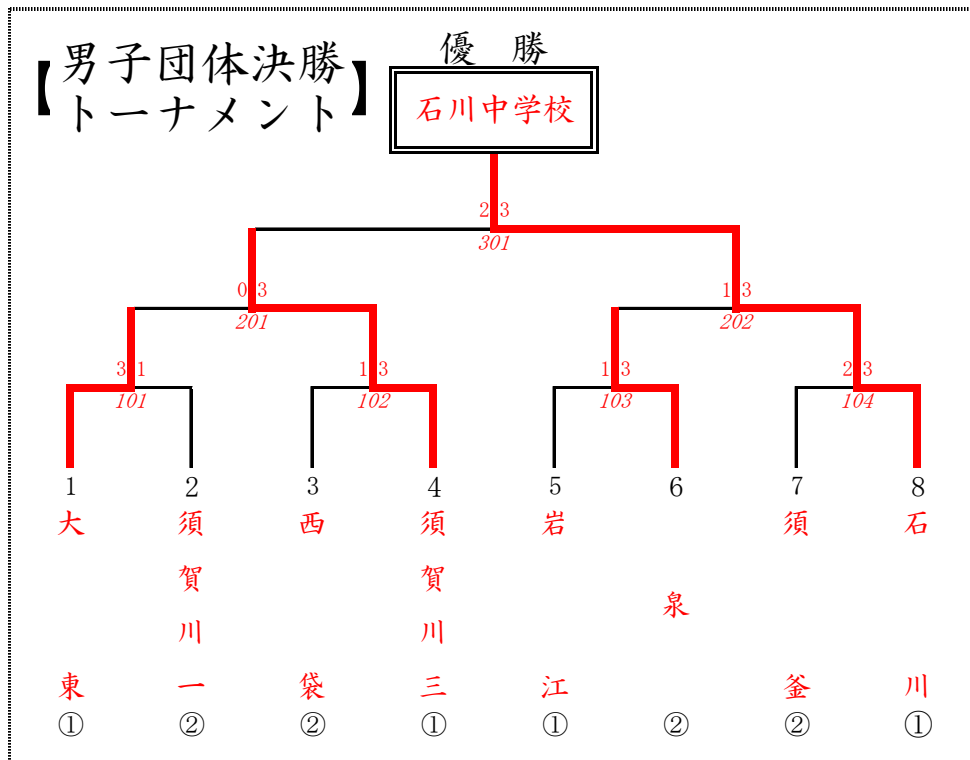 【男子団体決勝
トーナメント】
優 勝
石川中学校
2 3
301
0 3
201
1 3
202
3 1
101
1 3
102
1 3
103
2 3
104
1 2 3 4 5 6 7 8
大東
須賀川一
西袋
須賀川三
岩江
泉
須釜
石川
① ② ② ① ① ② ② ①